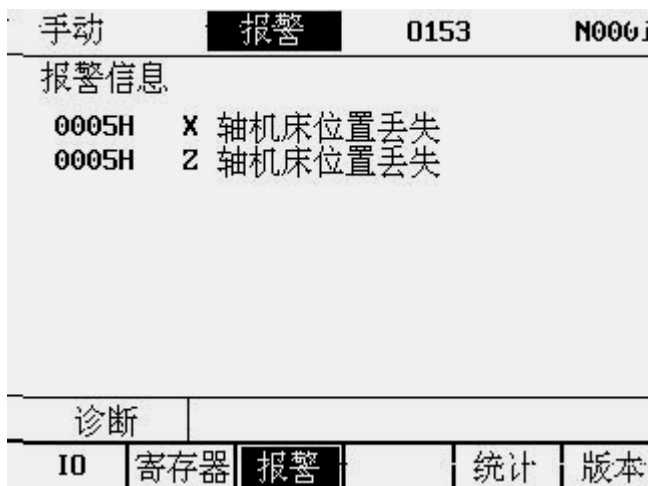 手动 报警 O153
报警信息
0005H X 轴机床位置丢失
0005H Z 轴机床位置丢失
诊断
IO 寄存器 报警 统计 版本